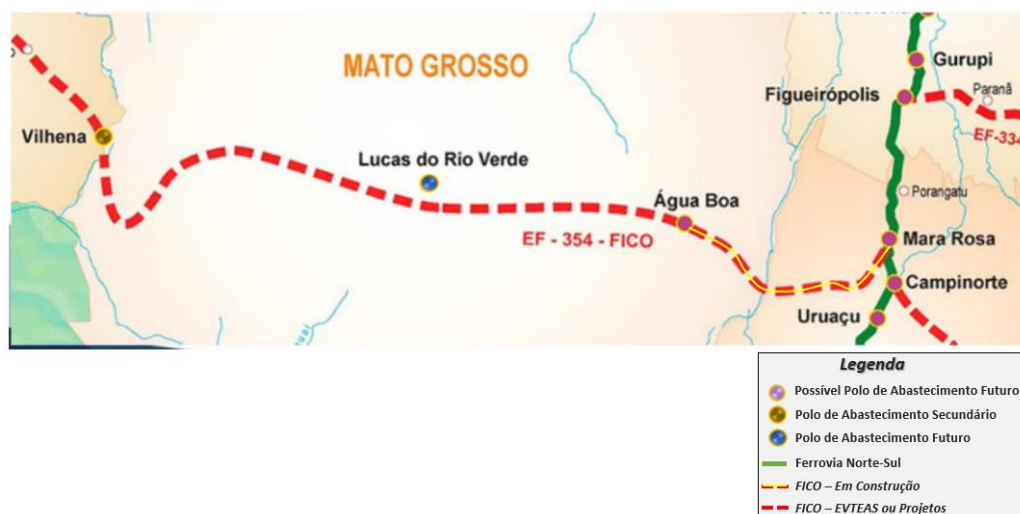 MATO GROSSO
Gurupi
Figueirópolis
Paranã
EF-334
Vilhena
Lucas do Rio Verde
Água Boa
Porangatu
EF - 354 - FICO
Mara Rosa
Campinorte
Uruaçu
Legenda
Possível Polo de Abastecimento Futuro
Polo de Abastecimento Secundário
Polo de Abastecimento Futuro
Ferrovia Norte-Sul
FICO – Em Construção
FICO – EVTEAS ou Projetos